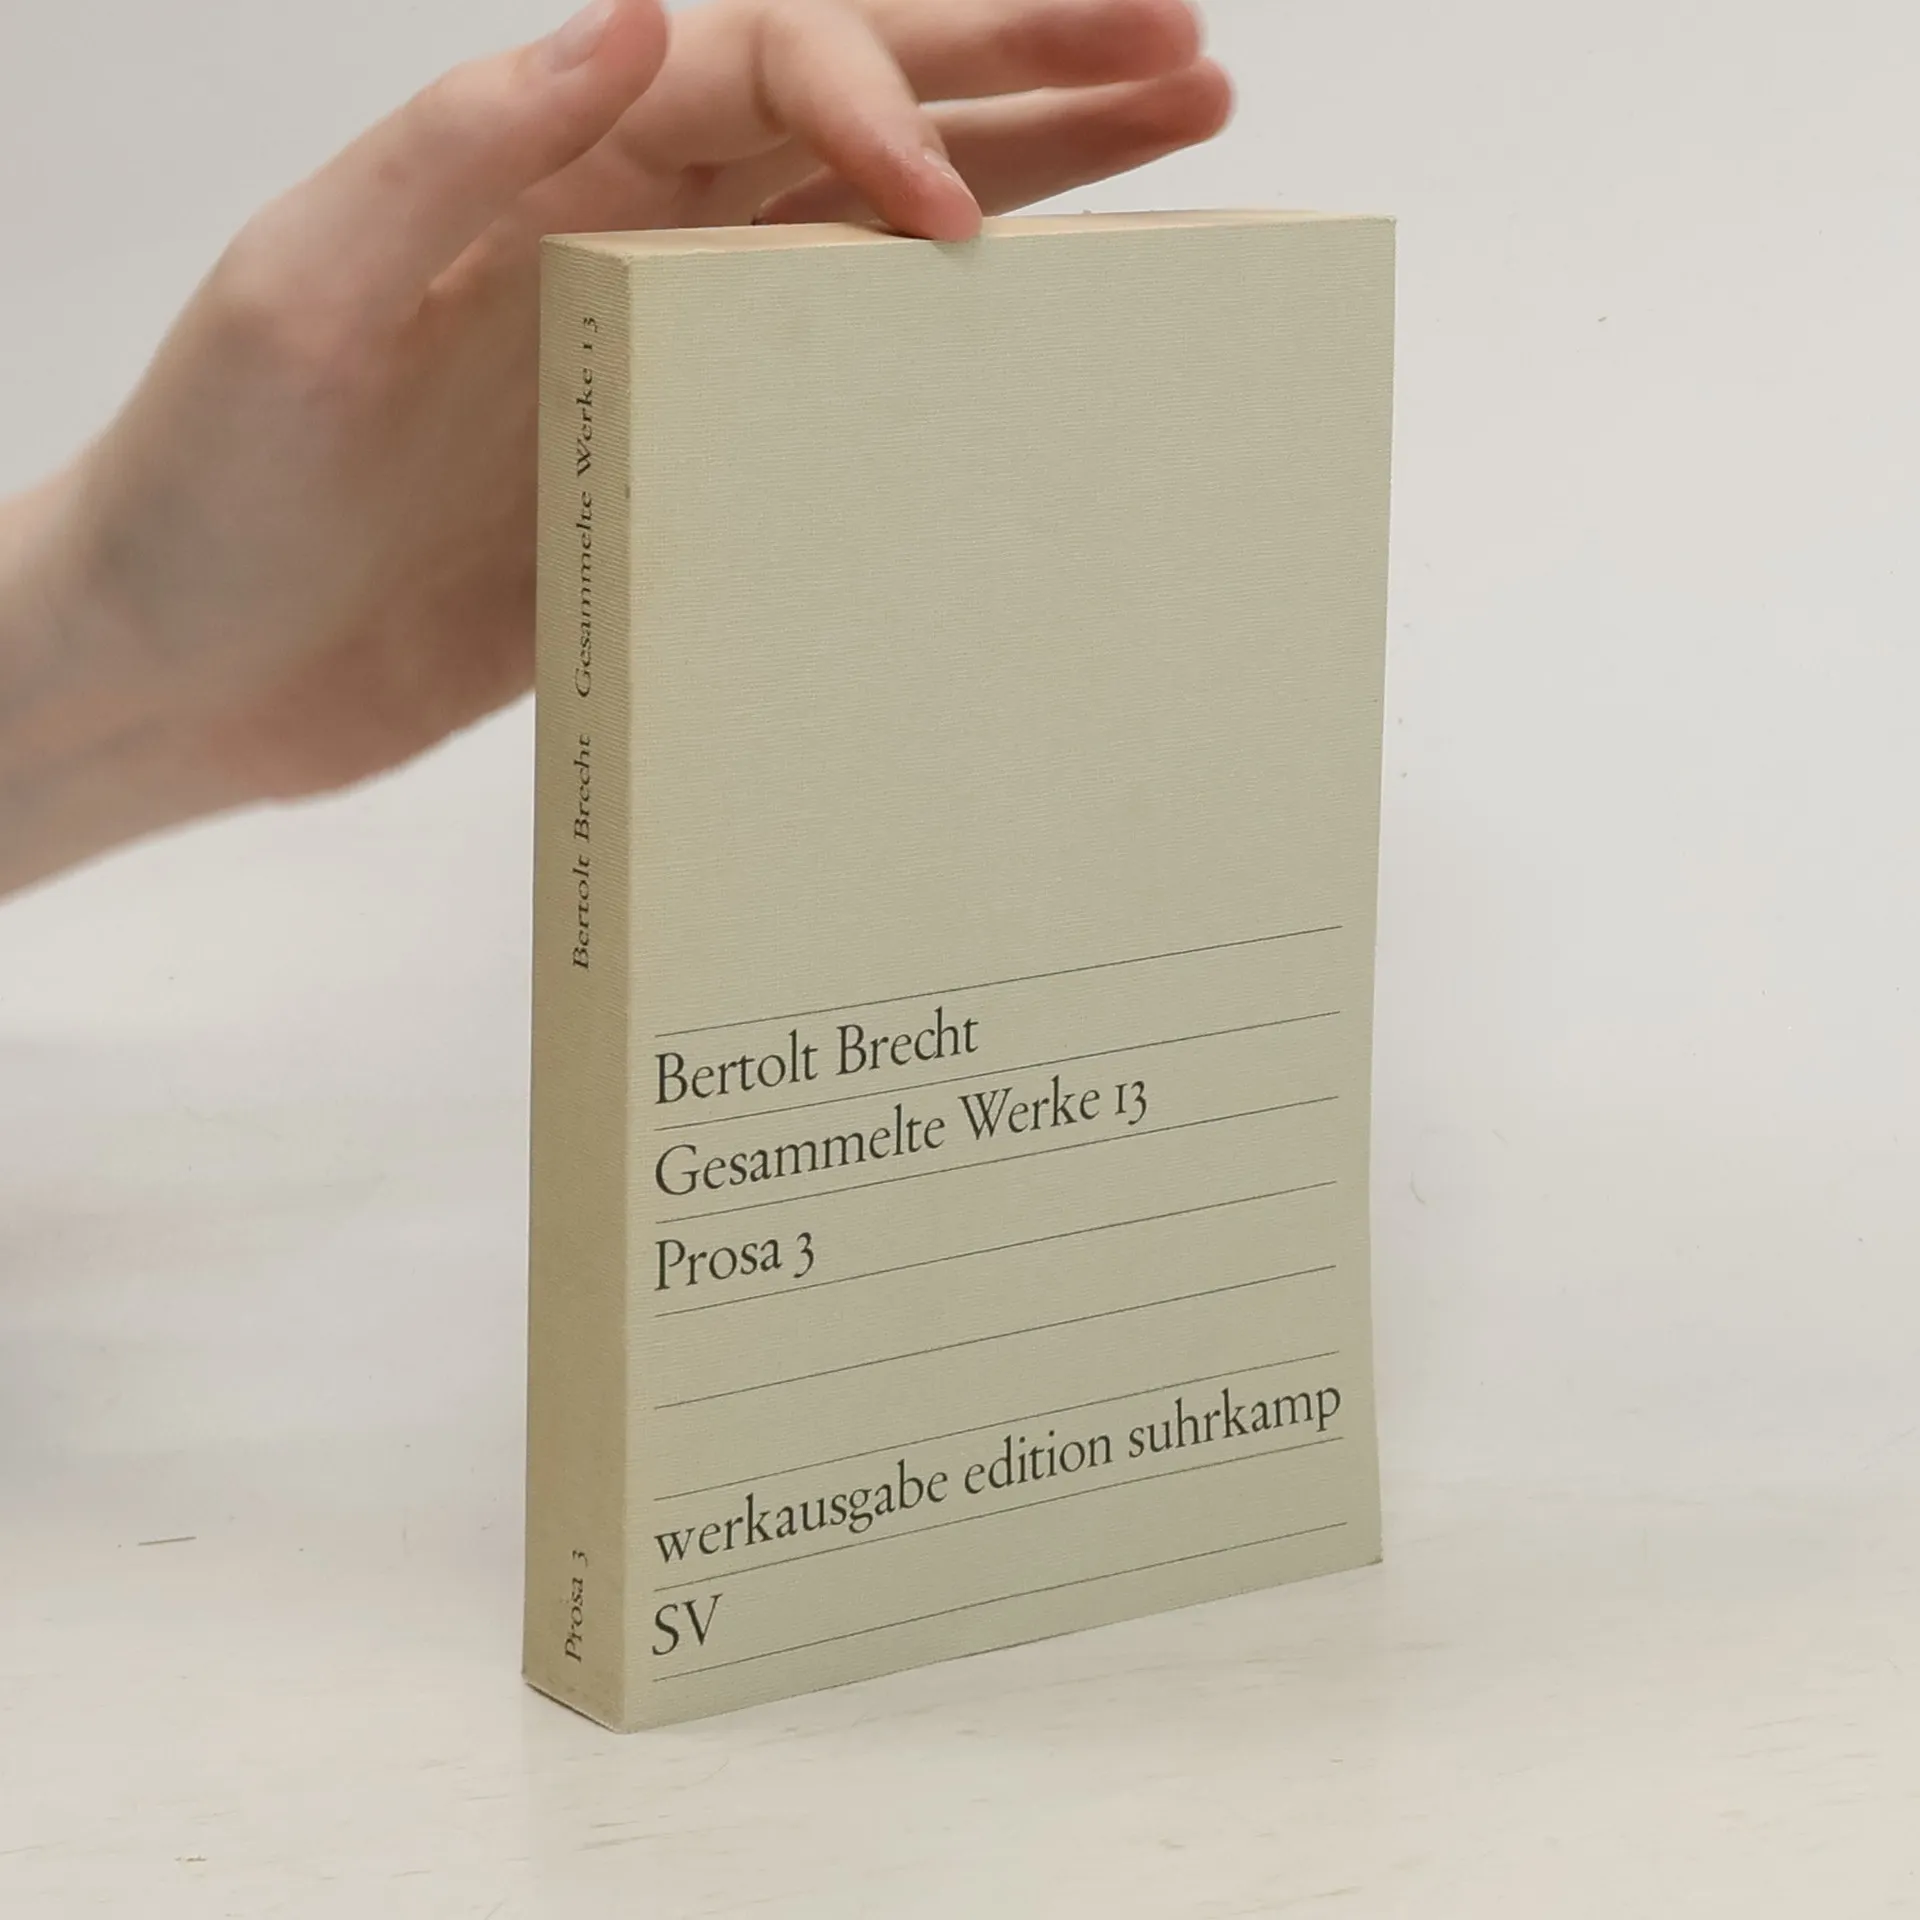 Bertolt Brecht Gesammelte Werke 13
Prosa 3
Bertolt Brecht
Gesammelte Werke 13
Prosa 3
werkausgabe edition suhrkamp
SV